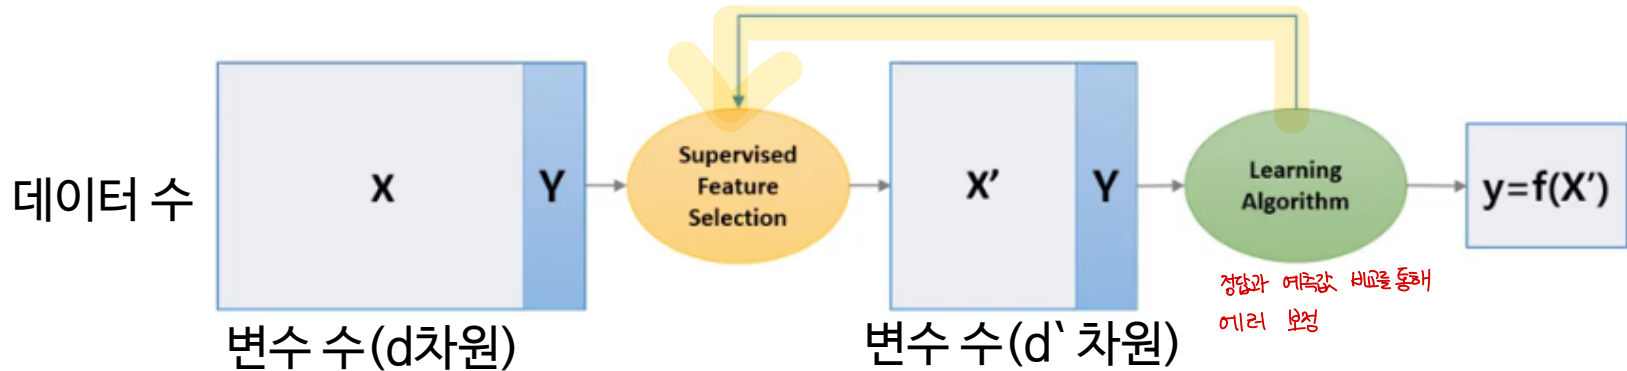 데이터 수
X
Y
변수 수(d차원)
Supervised
Feature
Selection
X’
Y
변수 수(d` 차원)
Learning
Algorithm
정답과 예측값 비교를 통해
에러 보정
y=f(X’)